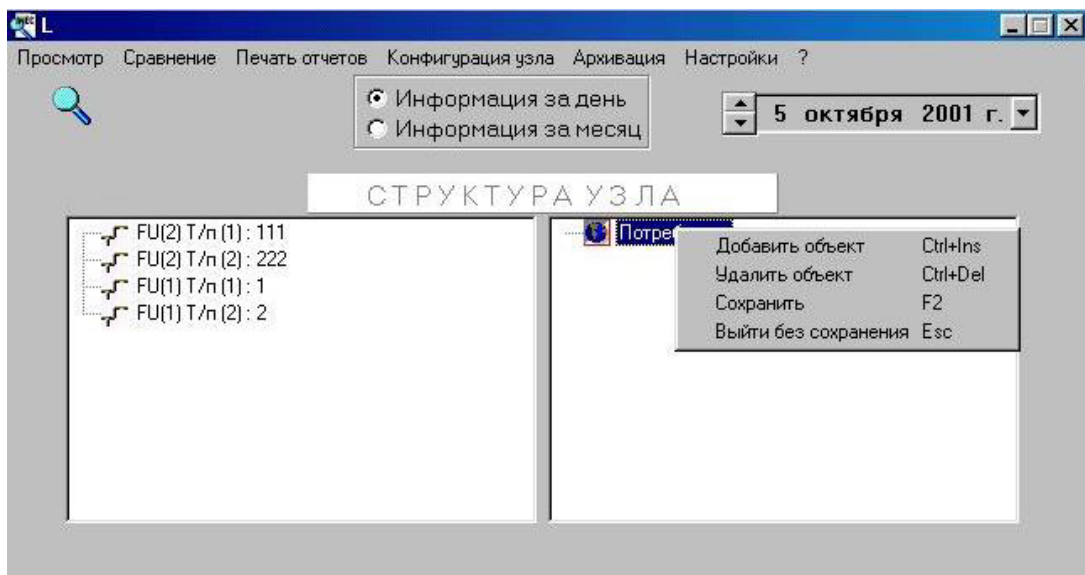 L
Просмотр Сравнение Печать отчетов Конфигурация узла Архивация Настройки ?
Информация за день
Информация за месяц
5 октября 2001 г.
СТРУКТУРА УЗЛА
FU(2) Т/п (1) : 111
FU(2) Т/п (2) : 222
FU(1) Т/п (1) : 1
FU(1) Т/п (2) : 2
Добавить объект Ctrl+Ins
Удалить объект Ctrl+Del
Сохранить F2
Выйти без сохранения Esc